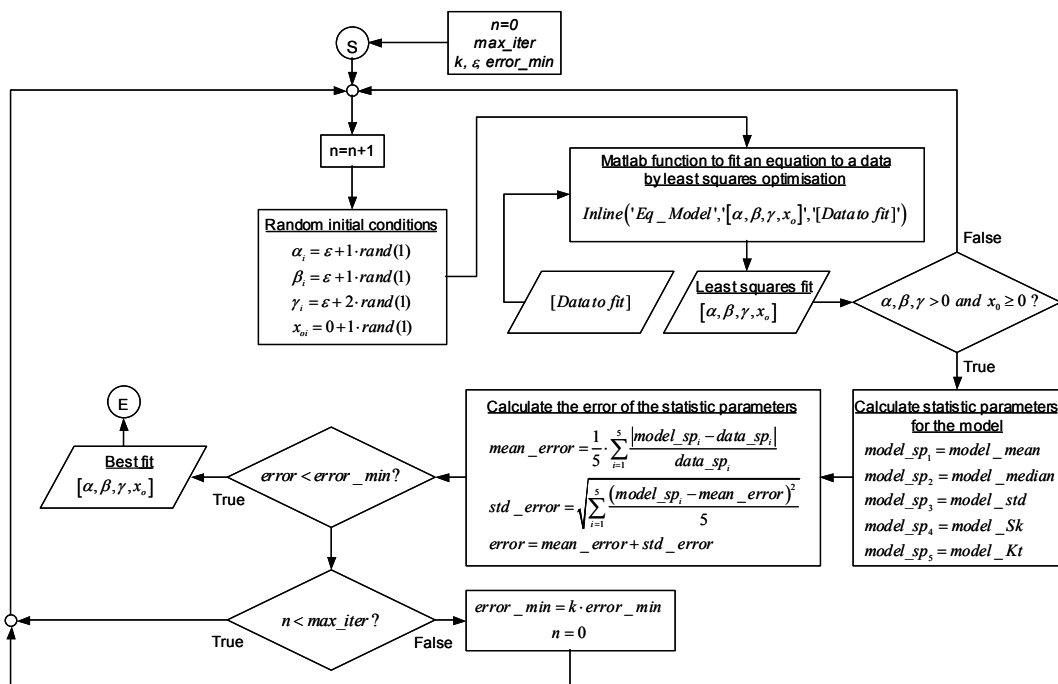 S
n=0
max_iter
k, ε, error_min
n=n+1
Random initial conditions
α_i = ε+1·rand(1)
β_i = ε+1·rand(1)
γ_i = ε+2·rand(1)
x_oi = 0+1·rand(1)
Matlab function to fit an equation to a data
by least squares optimisation
Inline('Eq_Model','[α,β,γ,x_o]','[Data to fit]')
[Data to fit]
Least squares fit
[α,β,γ,x_o]
False
α,β,γ>0 and x_0≥0?
True
Calculate statistic parameters
for the model
model_sp_1=model_mean
model_sp_2=model_median
model_sp_3=model_std
model_sp_4=model_Sk
model_sp_5=model_Kt
Calculate the error of the statistic parameters
mean_error = 1/5 · ∑_{i=1}^{5} |model_sp_i − data_sp_i| / data_sp_i
std_error = √(∑_{i=1}^{5} (model_sp_i − mean_error)^2 / 5)
error = mean_error + std_error
error<error_min?
True
E
Best fit
[α,β,γ,x_o]
n<max_iter?
True
False
error_min = k·error_min
n=0